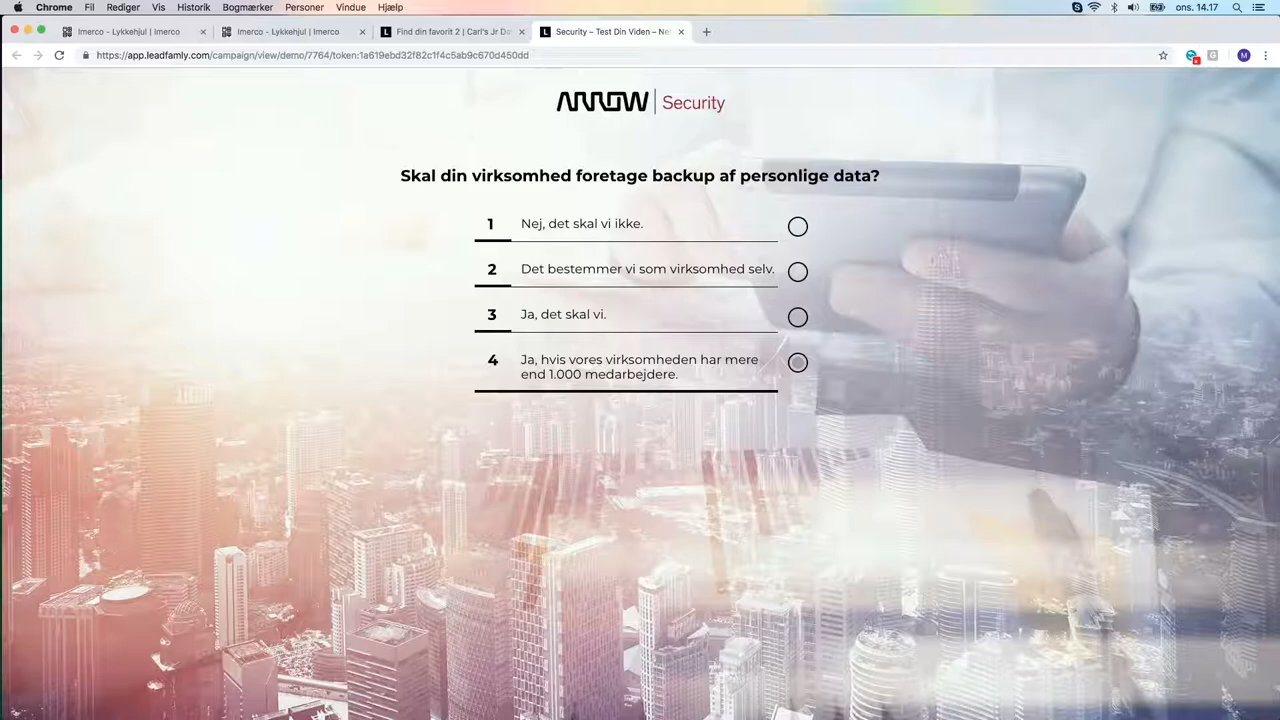 Chrome Fil Rediger Vis Historik Bogmærker Personer Vindue Hjælp ons. 14.17
Imerco - Lykkehjul | Imerco
Imerco - Lykkehjul | Imerco
Find din favorit 2 | Carl's Jr
Security – Test Din Viden –
https://app.leadfamly.com/campaign/view/demo/7764/token:1a619ebd32f82c1f4c5ab9c670d450dd
M
ARROW Security
Skal din virksomhed foretage backup af personlige data?
1 Nej, det skal vi ikke.
2 Det bestemmer vi som virksomhed selv.
3 Ja, det skal vi.
4 Ja, hvis vores virksomheden har mere
end 1.000 medarbejdere.